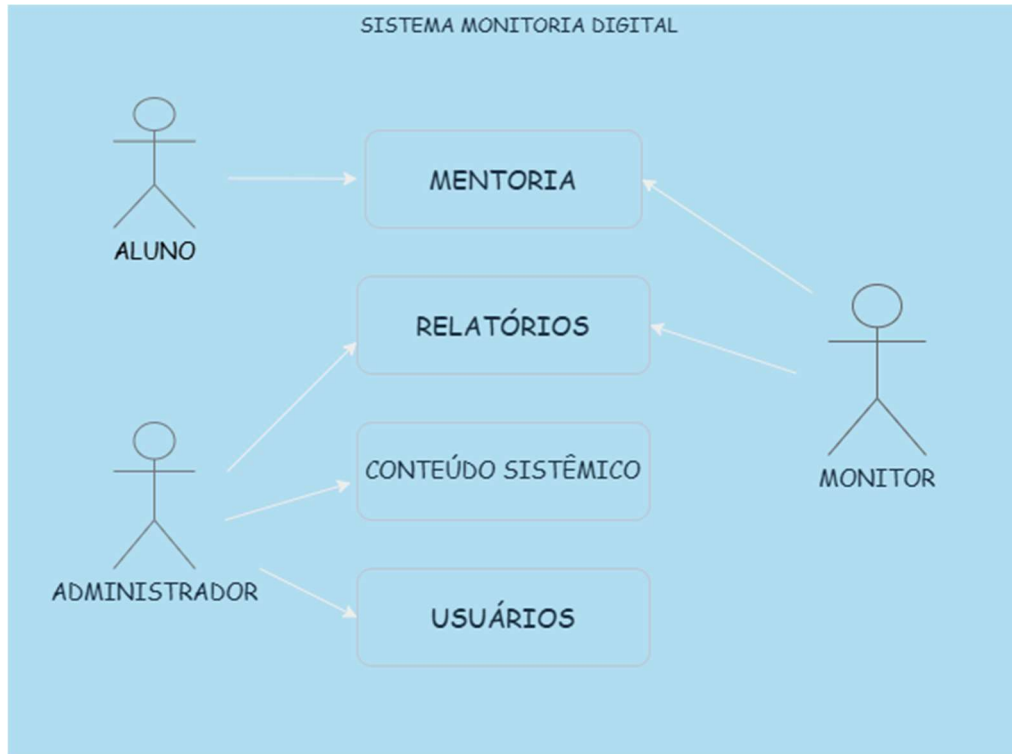 SISTEMA MONITORIA DIGITAL
MENTORIA
ALUNO
RELATÓRIOS
CONTEÚDO SISTÊMICO
MONITOR
ADMINISTRADOR
USUÁRIOS